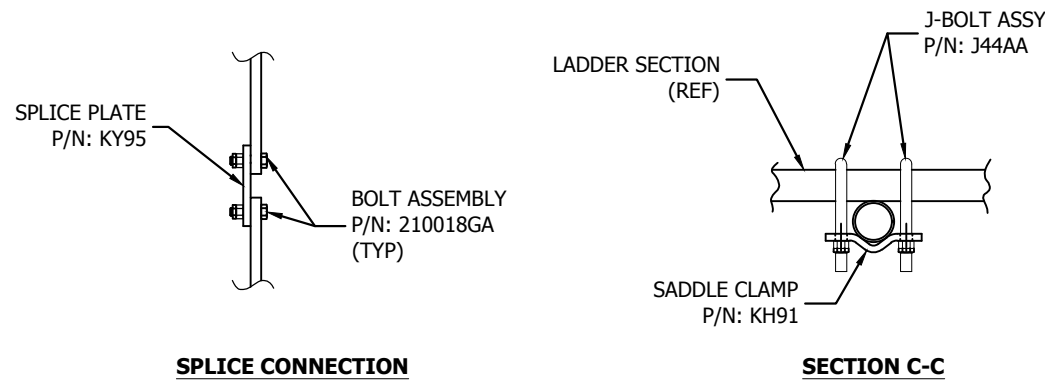 SPLICE PLATE
P/N: KY95
BOLT ASSEMBLY
P/N: 210018GA
(TYP)
SPLICE CONNECTION
J-BOLT ASSY
P/N: J44AA
LADDER SECTION
(REF)
SADDLE CLAMP
P/N: KH91
SECTION C-C